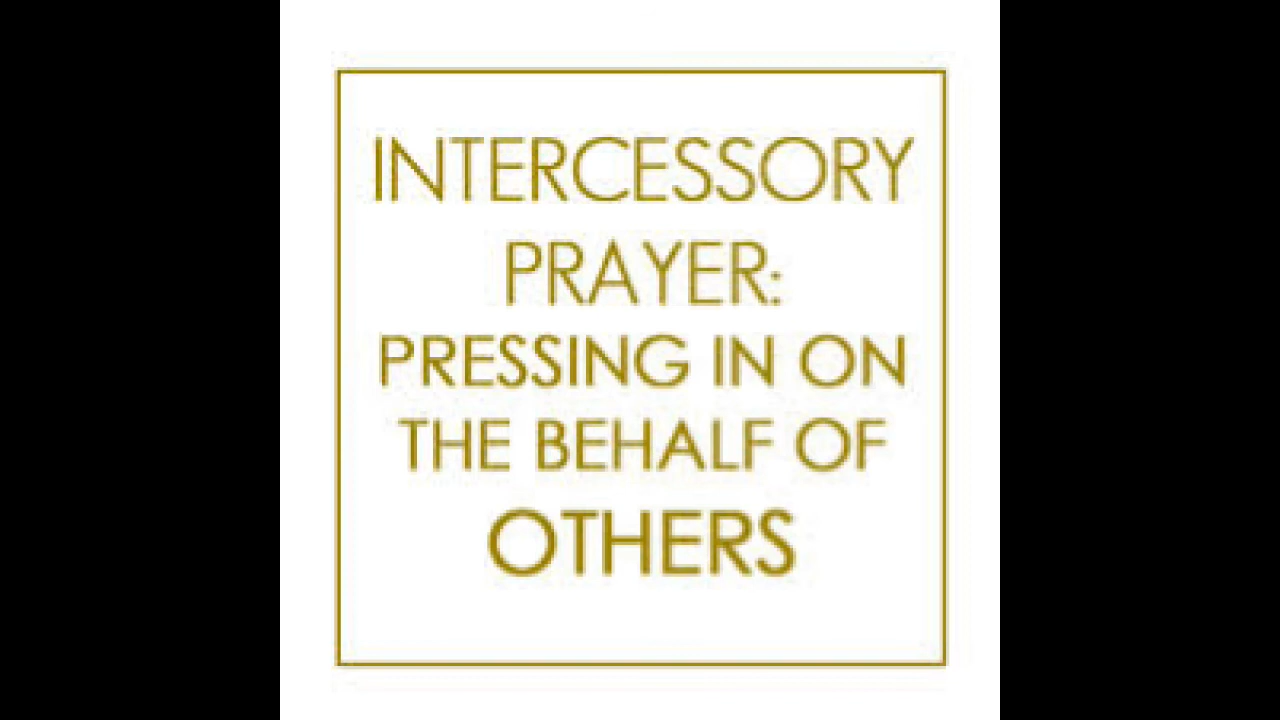 INTERCESSORY
PRAYER:
PRESSING IN ON
THE BEHALF OF
OTHERS